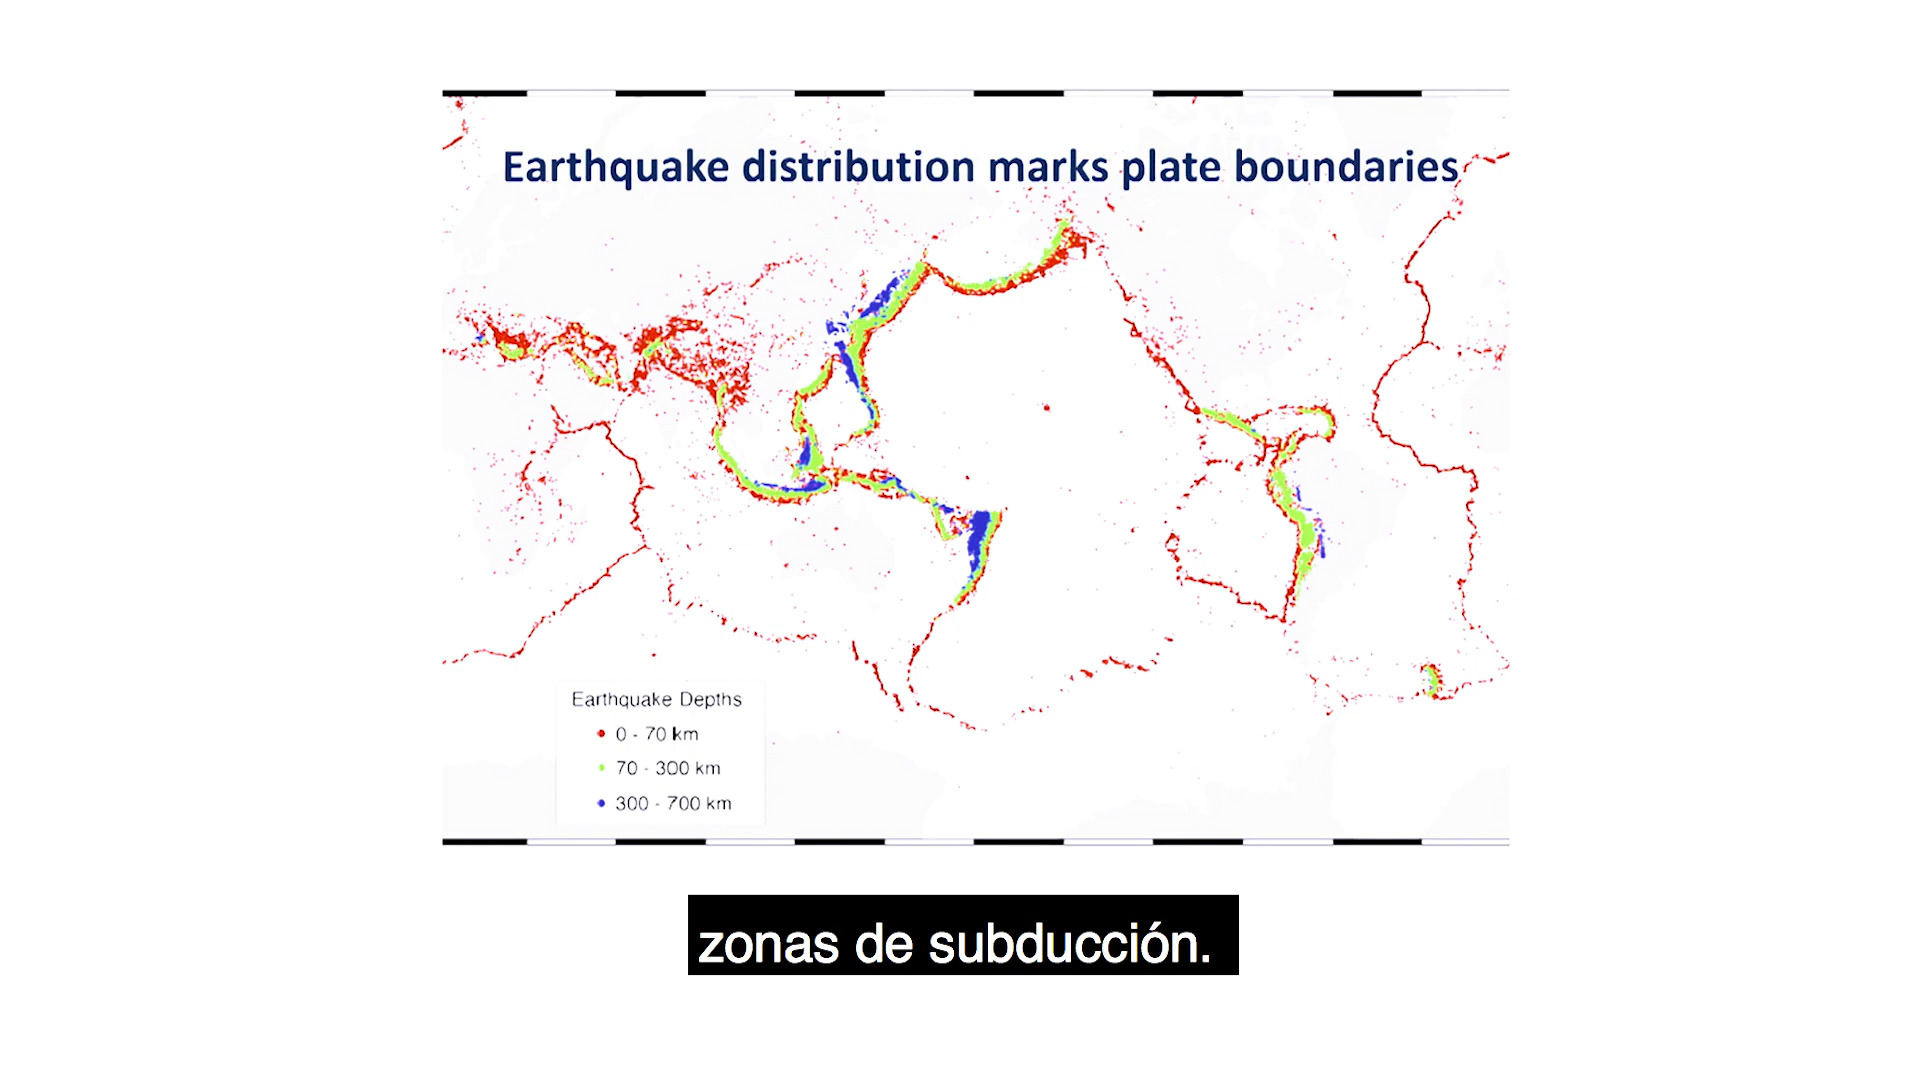 Earthquake distribution marks plate boundaries
Earthquake Depths
0 - 70 km
70 - 300 km
300 - 700 km
zonas de subducción.